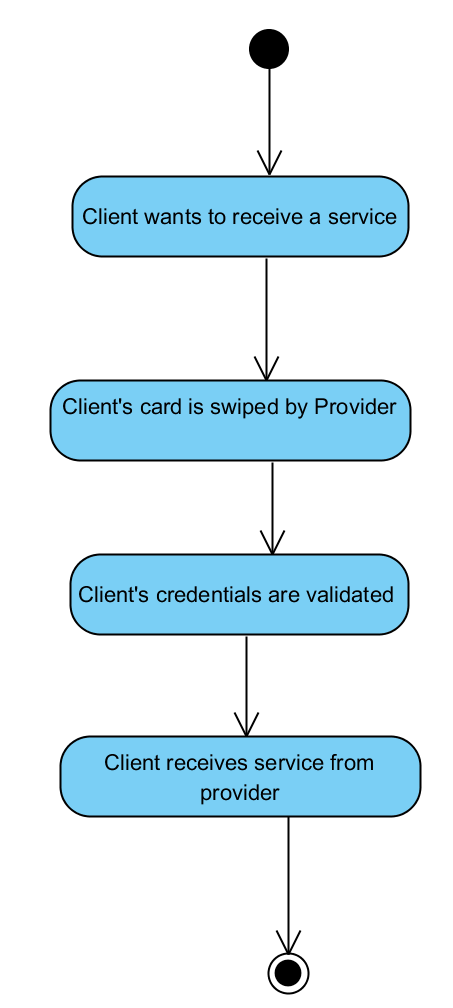 Client wants to receive a service
Client's card is swiped by Provider
Client's credentials are validated
Client receives service from
provider